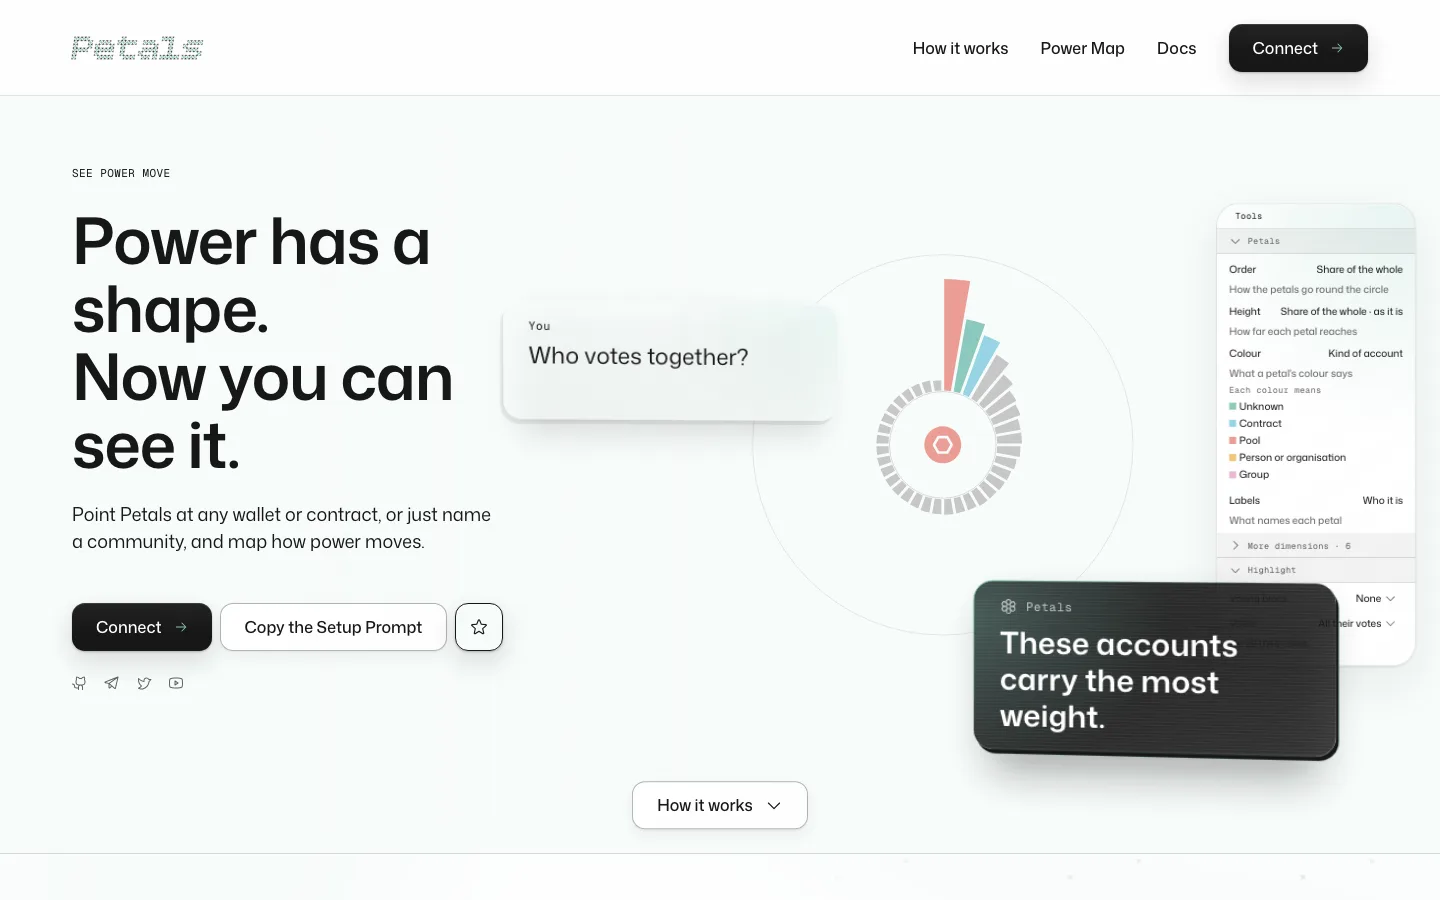 Petals
How it works
Power Map
Docs
Connect
SEE POWER MOVE
Power has a
shape.
Now you can
see it.
Point Petals at any wallet or contract, or just name
a community, and map how power moves.
Connect
Copy the Setup Prompt
You
Who votes together?
Tools
Petals
Order Share of the whole
How the petals go round the circle
Height Share of the whole · as it is
How far each petal reaches
Colour Kind of account
What a petal's colour says
Each colour means
Unknown
Contract
Pool
Person or organisation
Group
Labels Who it is
What names each petal
More dimensions · 6
Highlight
None
All their votes
Petals
These accounts
carry the most
weight.
How it works